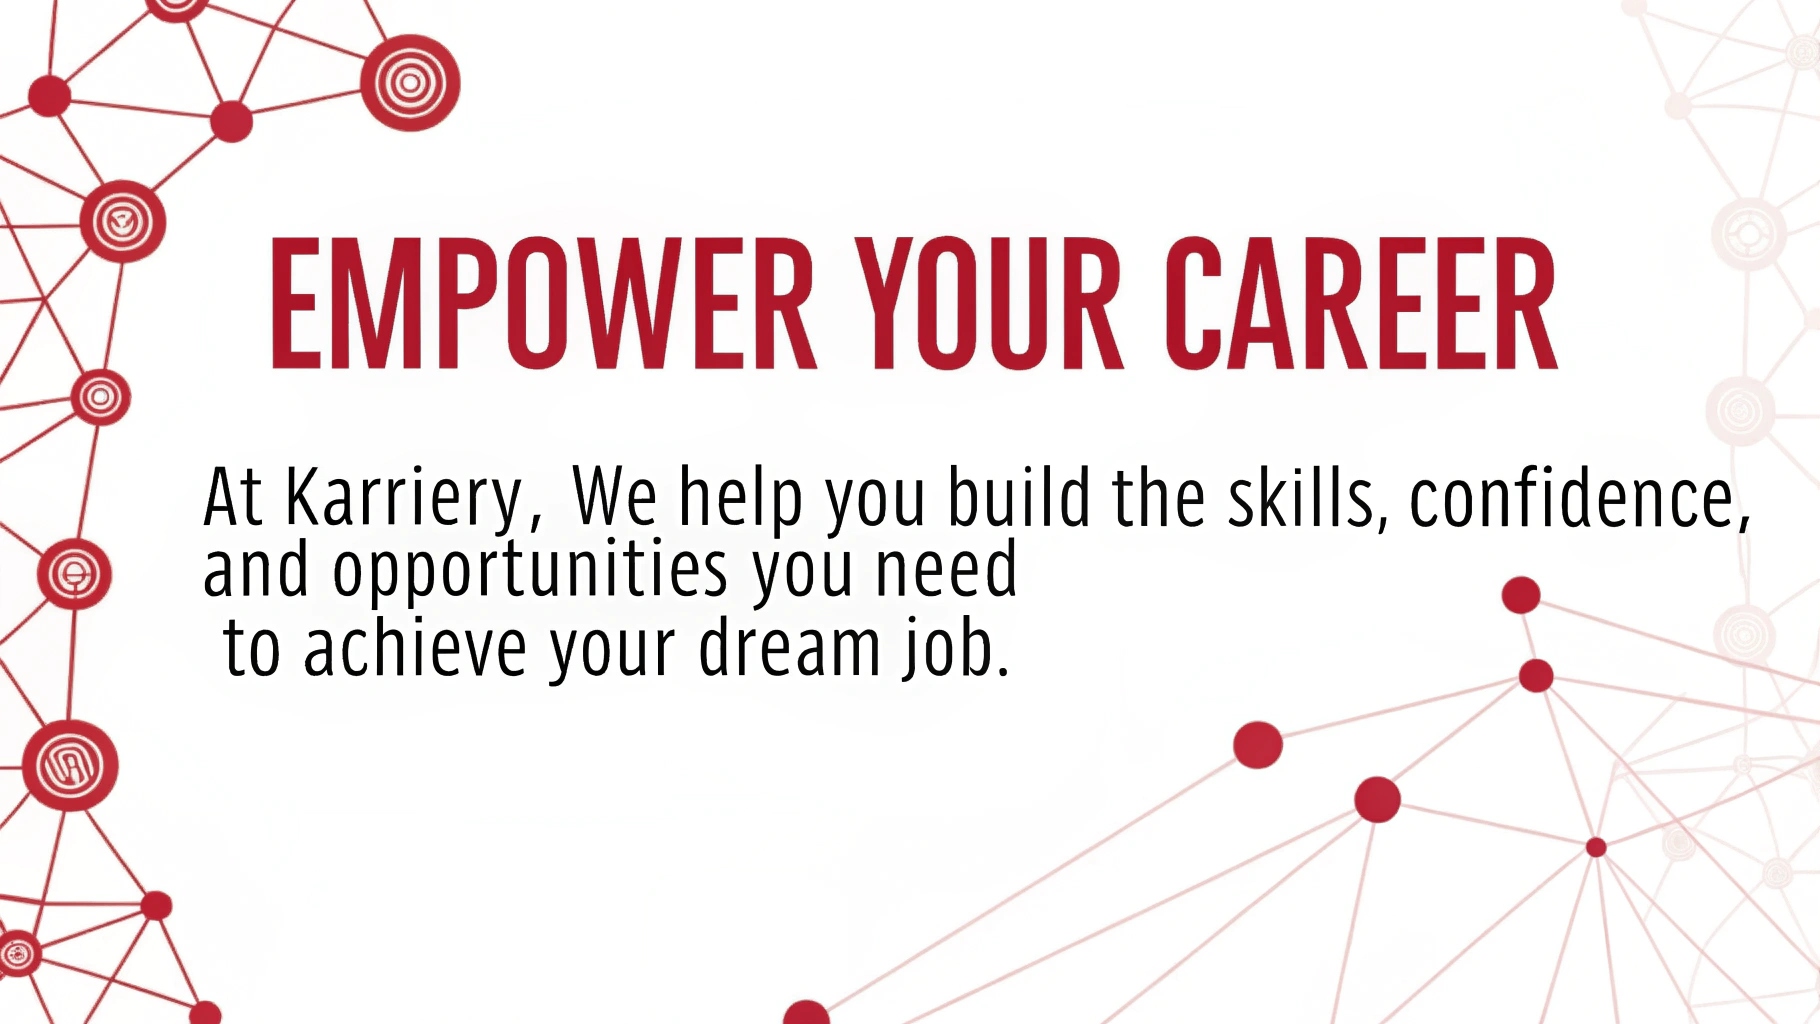 EMPOWER YOUR CAREER
At Karriery, We help you build the skills, confidence,
and opportunities you need
to achieve your dream job.